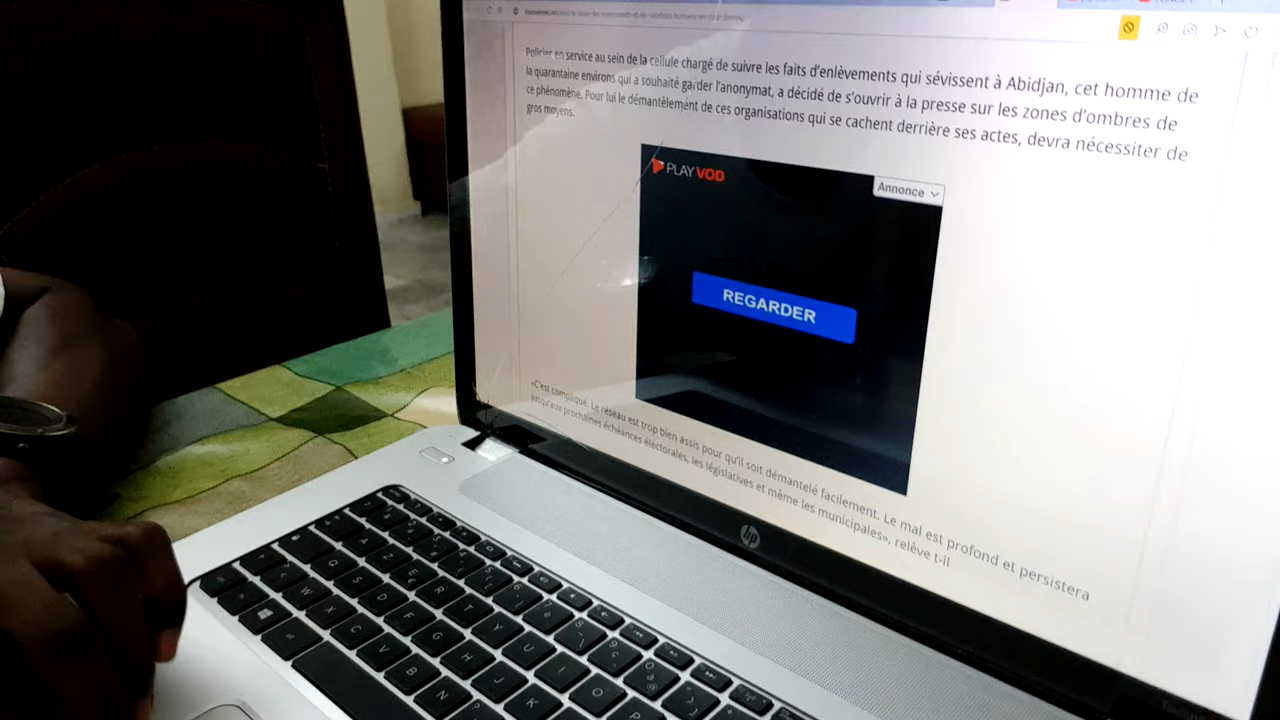 Policier en service au sein de la cellule chargé de suivre les faits d'enlèvements qui sévissent à Abidjan, cet homme de
la quarantaine environs qui a souhaité garder l'anonymat, a décidé de s'ouvrir à la presse sur les zones d'ombres de
ce phénomène. Pour lui le démantèlement de ces organisations qui se cachent derrière ses actes, devra nécessiter de
gros moyens.
PLAYVOD
Annonce
REGARDER
«C'est compliqué. Le réseau est trop bien assis pour qu'il soit démantelé facilement. Le mal est profond et persistera
jusqu'aux prochaines échéances électorales, les législatives et même les municipales», relève t-il
hp
A Z E R T Y U I O P
Q S D F G H J K
W X C V B N